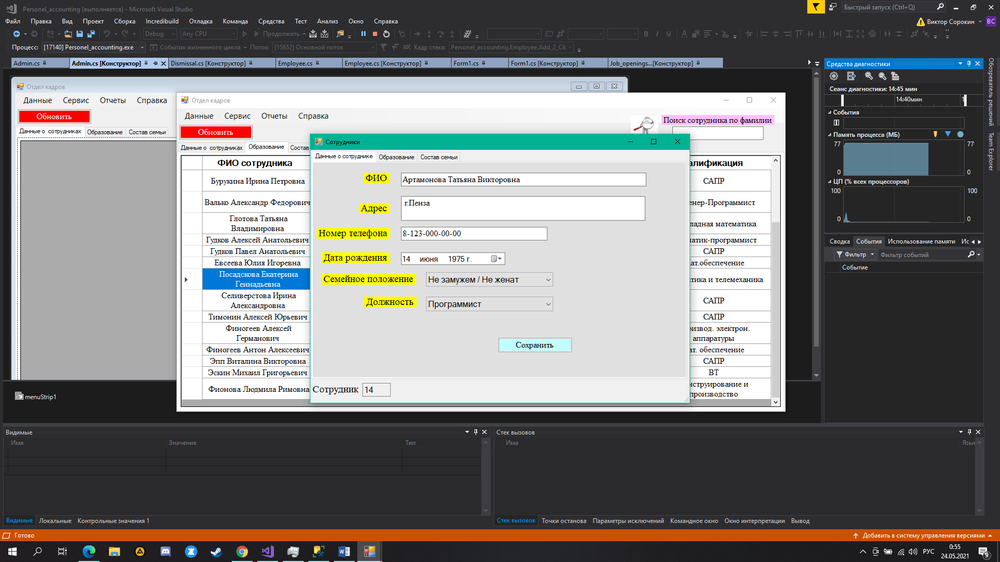 Personel_accounting (выполняется) - Microsoft Visual Studio
Быстрый запуск (Ctrl+Q)
Файл Правка Вид Проект Сборка Incredibuild Отладка Команда Средства Тест Анализ Окно Справка
Виктор Сорокин ВС
Debug Any CPU Продолжить
Процесс: [17140] Personel_accounting.exe События жизненного цикла Поток: [15652] Основной поток Кадр стека: Personel_accounting.Employee.Add_2_Cli
Admin.cs Admin.cs [Конструктор] Dismissal.cs [Конструктор] Employee.cs Employee.cs [Конструктор] Form1.cs Form1.cs [Конструктор] Job_openings...[Конструктор]
Отдел кадров
Данные Сервис Отчеты Справка
Обновить
Данные о сотрудниках Образование Состав семьи
Отдел кадров
Данные Сервис Отчеты Справка
Обновить
Поиск сотрудника по фамилии
Данные о сотрудниках Образование Состав
ФИО сотрудника
алификация
Бурукина Ирина Петровна
САПР
Валько Александр Федорович
енер-Программист
Глотова Татьяна
Владимировна
ладная математика
Гудков Алексей Анатольевич
матик-программист
Гудков Павел Анатольевич
САПР
Евсеева Юлия Игоревна
ат.обеспечение
Посадскова Екатерина
Геннадьевна
тика и телемеханика
Селиверстова Ирина
Александровна
САПР
Тимонин Алексей Юрьевич
САПР
Финогеев Алексей
Германович
извод. электрон.
аппаратуры
Финогеев Антон Алексеевич
ат. обеспечение
Эпп Виталина Викторовна
САПР
Эскин Михаил Григорьевич
ВТ
Фионова Людмила Римовна
нструирование и
производство
Сотрудники
Данные о сотруднике Образование Состав семьи
ФИО Артамонова Татьяна Викторовна
Адрес г.Пенза
Номер телефона 8-123-000-00-00
Дата рождения 14 июня 1975 г.
Семейное положение Не замужем / Не женат
Должность Программист
Сохранить
Сотрудник 14
menuStrip1
Средства диагностики
Сеанс диагностики: 14:45 мин
14:40мин
События
Память процесса (МБ)
77 77
0 0
ЦП (% всех процессоров)
100 100
0 0
Сводка События Использование памяти Ис
Фильтр Фильтр событий
Событие
Обозреватель решений
Team Explorer
Видимые
Имя Значение Тип
Видимые Локальные Контрольные значения 1
Стек вызовов
Имя Язык
Стек вызовов Точки останова Параметры исключений Командное окно Окно интерпретации Вывод
Готово
Добавить в систему управления версиями
РУС
0:55
24.05.2021
9